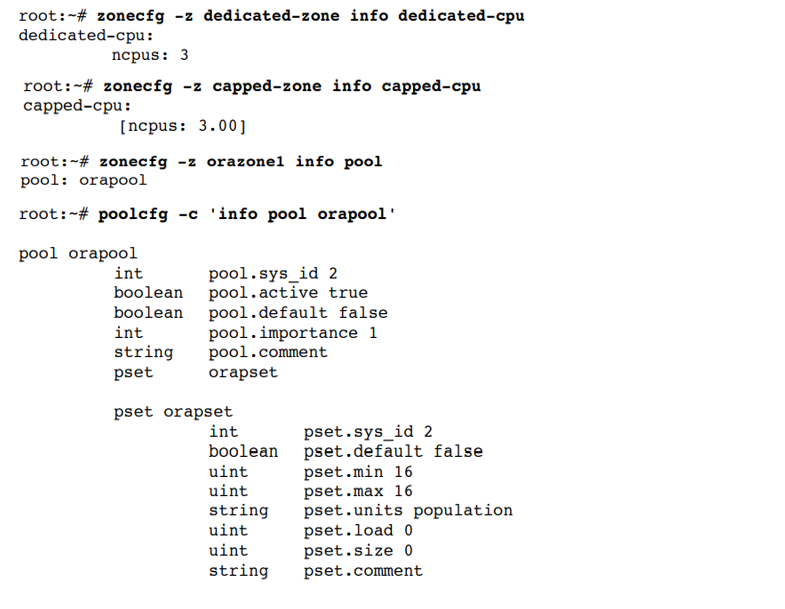 root:~# zonecfg -z dedicated-zone info dedicated-cpu
dedicated-cpu:
ncpus: 3
root:~# zonecfg -z capped-zone info capped-cpu
capped-cpu:
[ncpus: 3.00]
root:~# zonecfg -z orazone1 info pool
pool: orapool
root:~# poolcfg -c 'info pool orapool'
pool orapool
int pool.sys_id 2
boolean pool.active true
boolean pool.default false
int pool.importance 1
string pool.comment
pset orapset
pset orapset
int pset.sys_id 2
boolean pset.default false
uint pset.min 16
uint pset.max 16
string pset.units population
uint pset.load 0
uint pset.size 0
string pset.comment